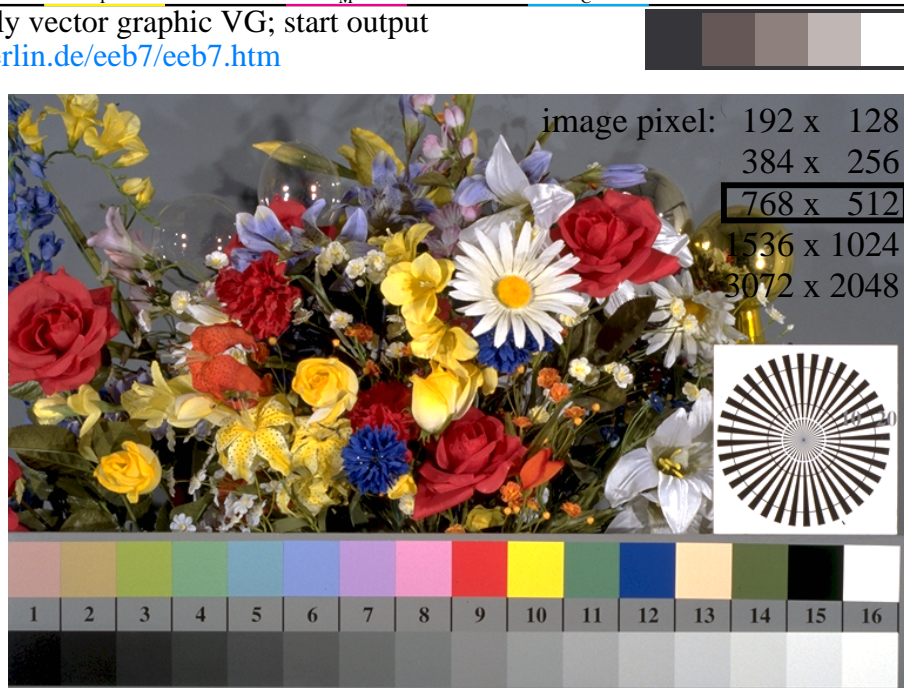 M
C
ly vector graphic VG; start output
erlin.de/eeb7/eeb7.htm
image pixel: 192 x 128
384 x 256
768 x 512
1536 x 1024
3072 x 2048
10 20
1 2 3 4 5 6 7 8 9 10 11 12 13 14 15 16